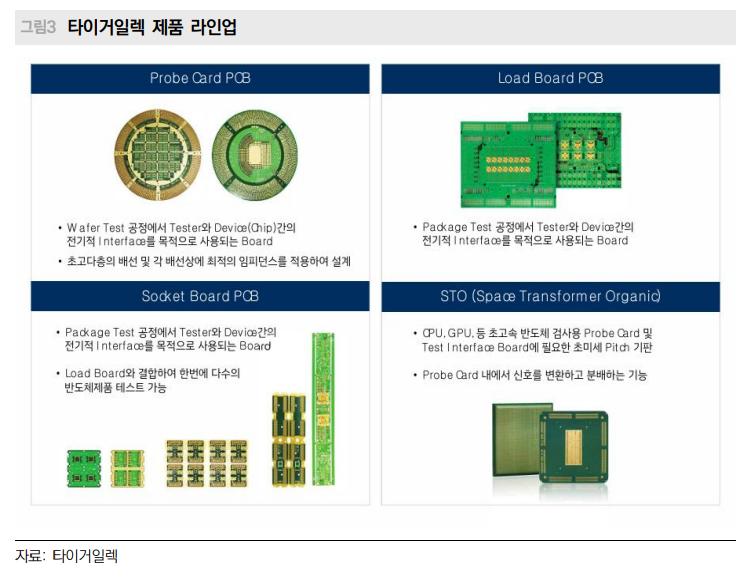 그림3 타이거일렉 제품 라인업
Probe Card PCB
• Wafer Test 공정에서 Tester와 Device(Chip)간의
전기적 Interface를 목적으로 사용되는 Board
• 초고다층의 배선 및 각 배선상에 최적의 임피던스를 적용하여 설계
Load Board PCB
• Package Test 공정에서 Tester와 Device간의
전기적 Interface를 목적으로 사용되는 Board
Socket Board PCB
• Package Test 공정에서 Tester와 Device간의
전기적 Interface를 목적으로 사용되는 Board
• Load Board와 결합하여 한번에 다수의
반도체제품 테스트 가능
STO (Space Transformer Organic)
• CPU, GPU, 등 초고속 반도체 검사용 Probe Card 및
Test Interface Board에 필요한 초미세 Pitch 기판
• Probe Card 내에서 신호를 변환하고 분배하는 기능
자료: 타이거일렉